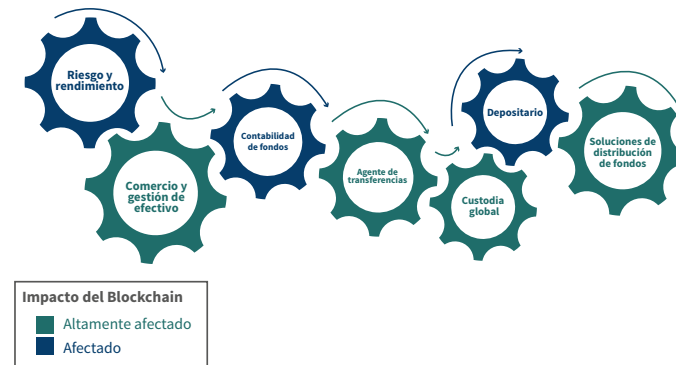 Riesgo y
rendimiento
Comercio y
gestión de
efectivo
Contabilidad
de fondos
Agente de
transferencias
Custodia
global
Depositario
Soluciones de
distribución
de fondos
Impacto del Blockchain
Altamente afectado
Afectado